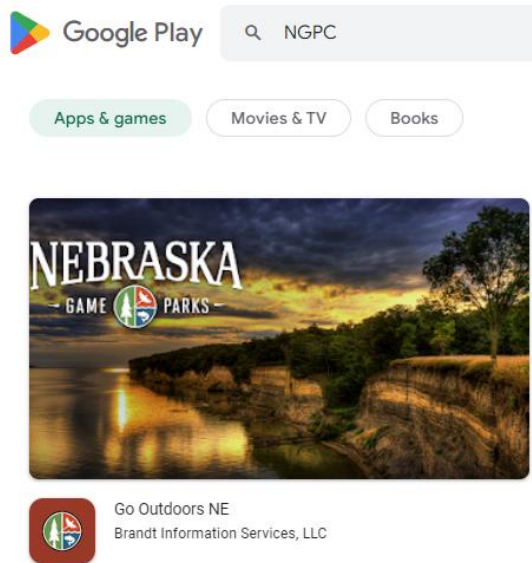 Google Play
NGPC
Apps & games
Movies & TV
Books
NEBRASKA
GAME PARKS
Go Outdoors NE
Brandt Information Services, LLC